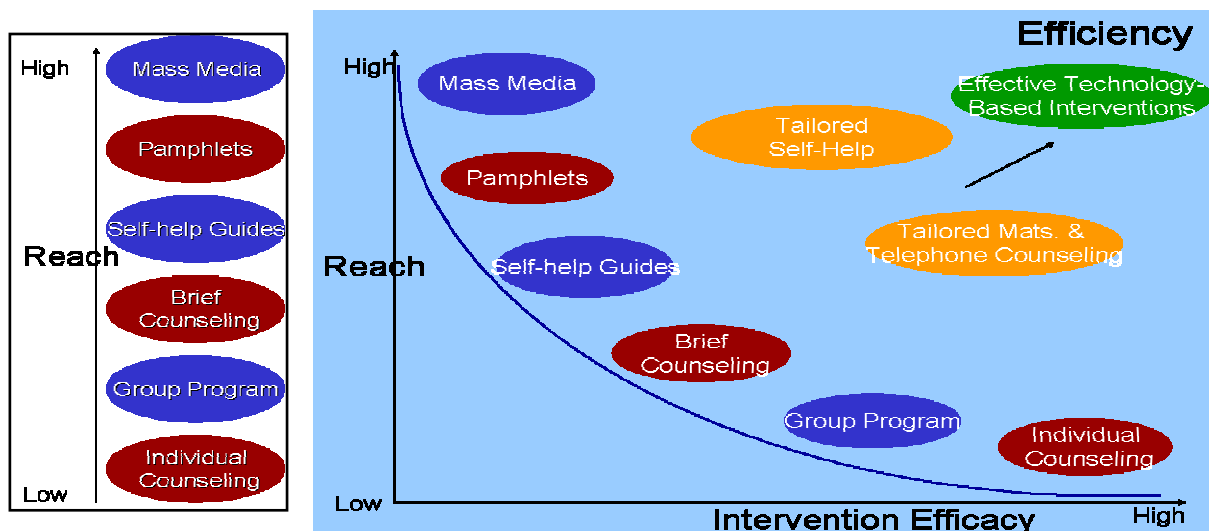 High
Mass Media
Pamphlets
Self-help Guides
Reach
Brief
Counseling
Group Program
Individual
Counseling
Low
Efficiency
High
Mass Media
Effective Technology-
Based Interventions
Tailored
Self-Help
Pamphlets
Tailored Mats. &
Telephone Counseling
Reach
Self-help Guides
Brief
Counseling
Group Program
Individual
Counseling
Low
Intervention Efficacy
High